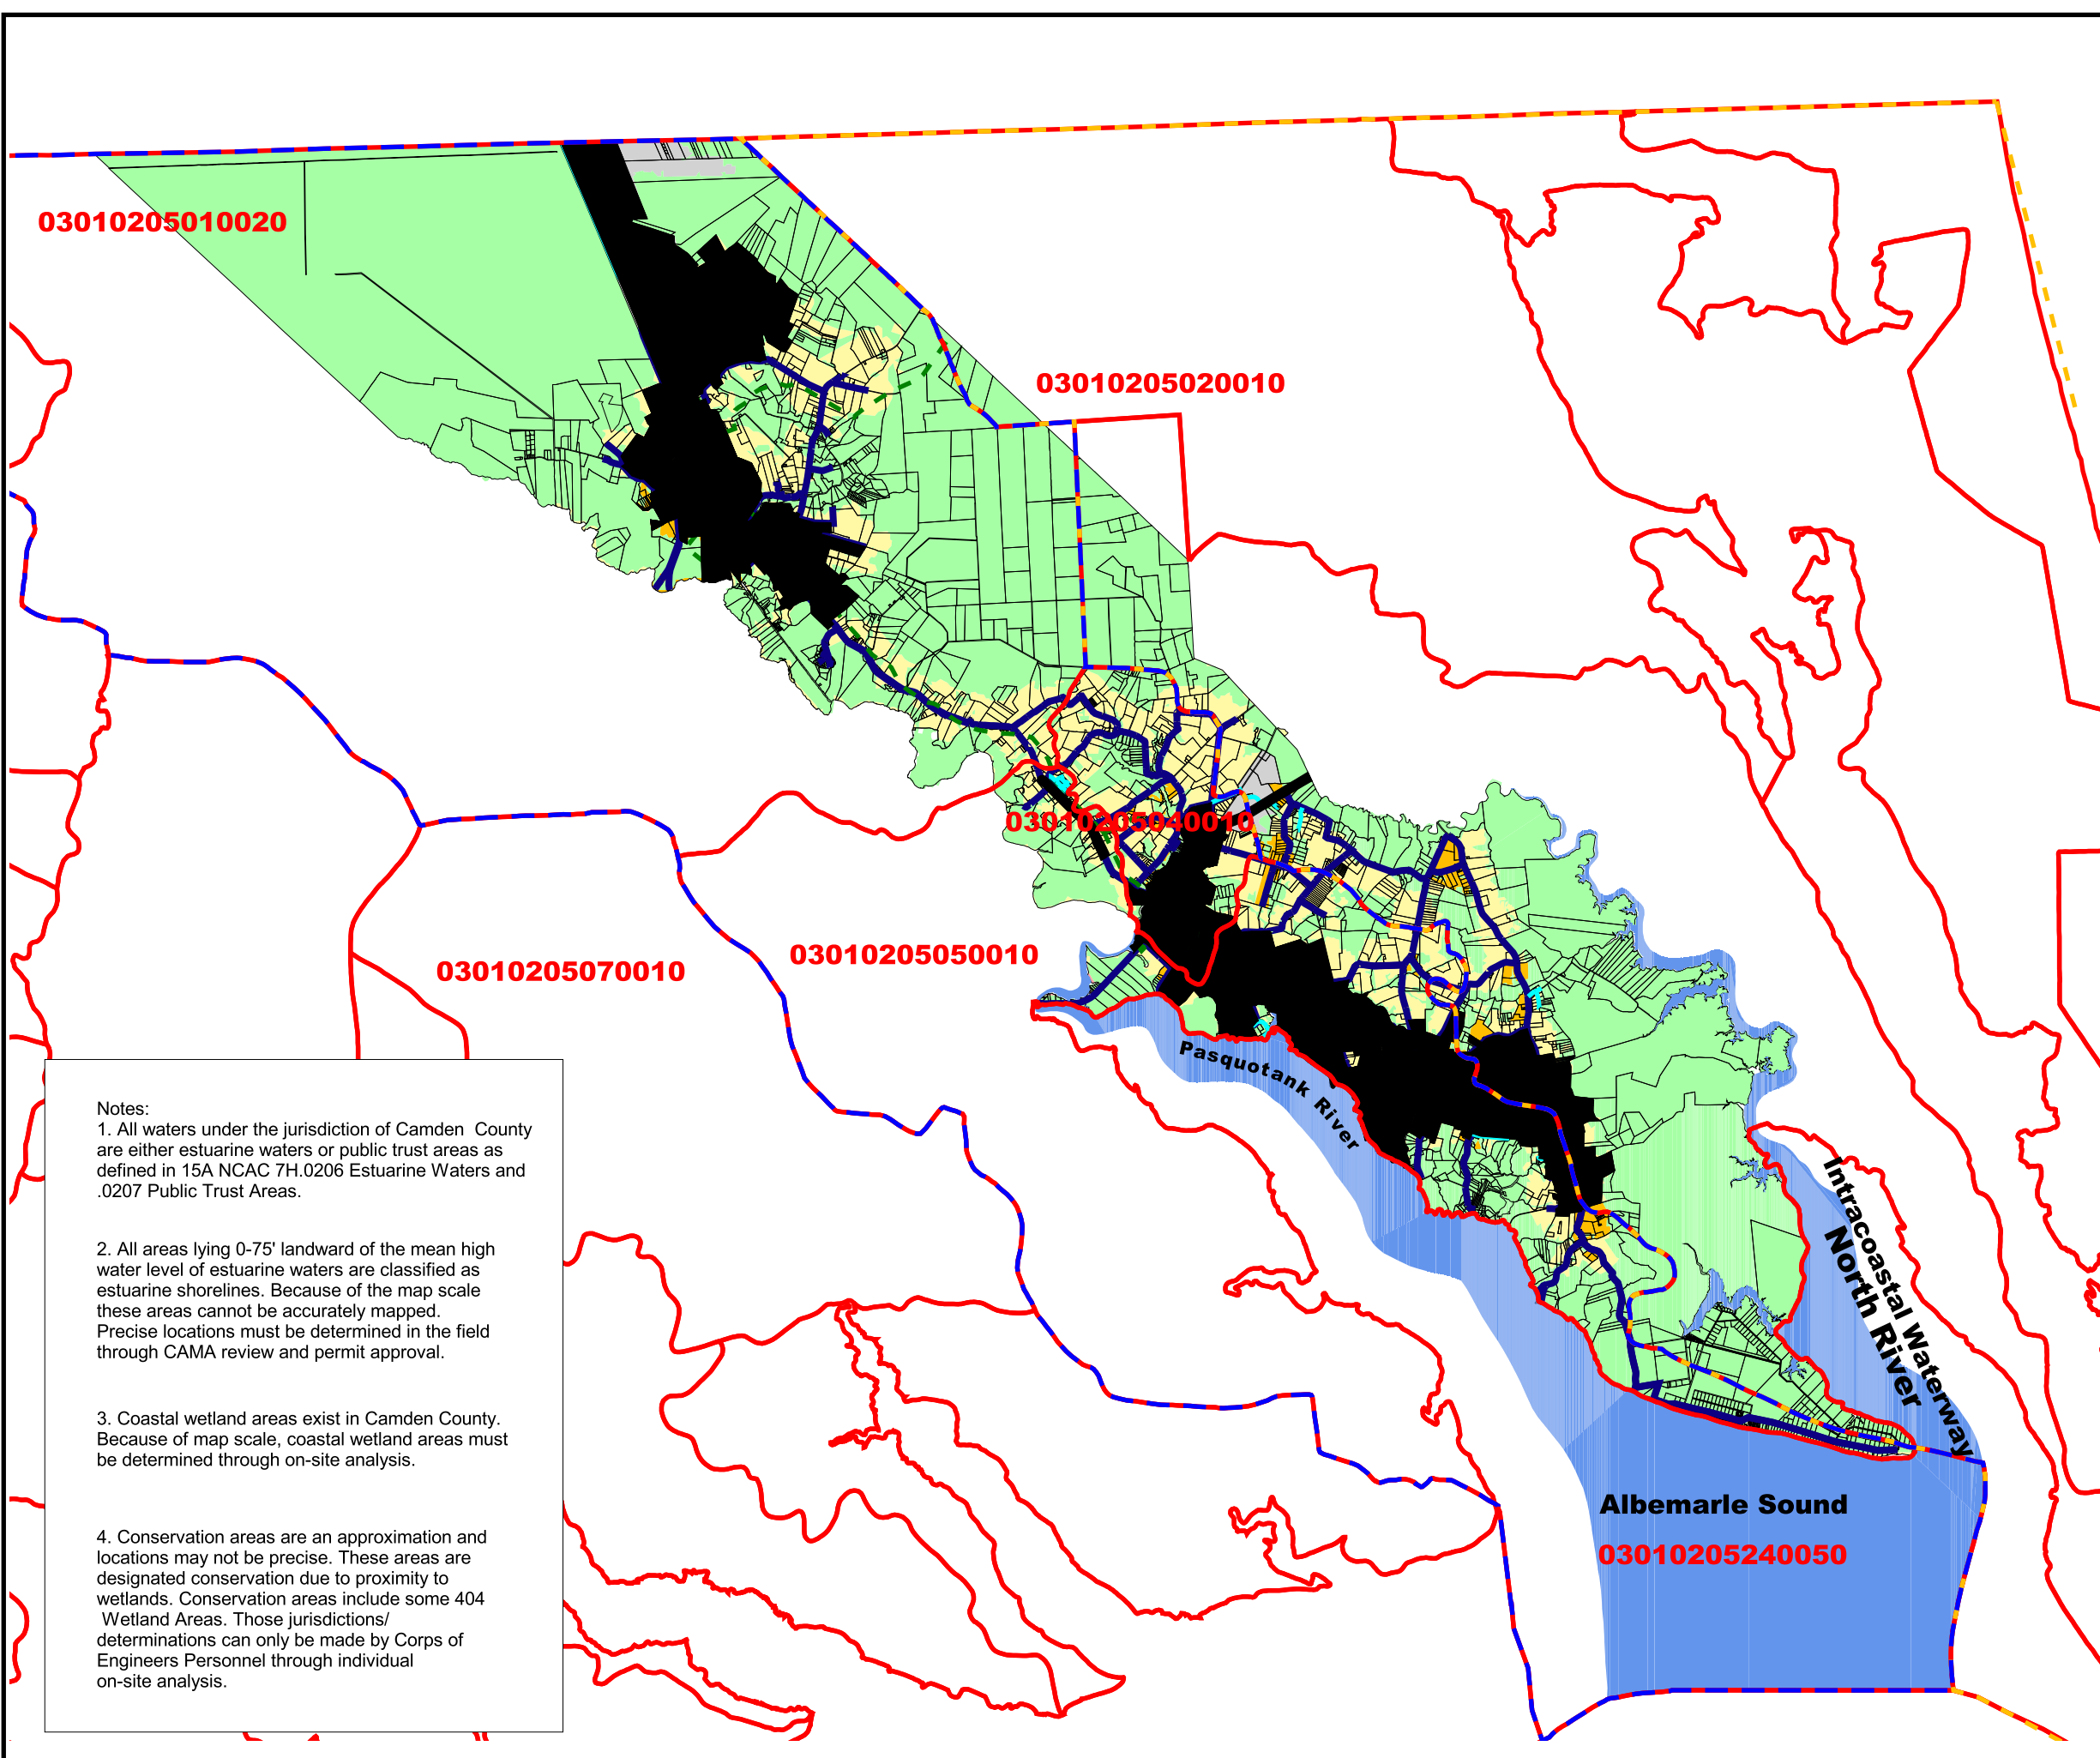 03010205010020
03010205020010
03010205040010
03010205050010
03010205070010
Pasquotank River
Intracoastal Waterway
North River
Albemarle Sound
03010205240050
Notes:
1. All waters under the jurisdiction of Camden  County
are either estuarine waters or public trust areas as
defined in 15A NCAC 7H.0206 Estuarine Waters and
.0207 Public Trust Areas.
2. All areas lying 0-75' landward of the mean high
water level of estuarine waters are classified as
estuarine shorelines. Because of the map scale
these areas cannot be accurately mapped.
Precise locations must be determined in the field
through CAMA review and permit approval.
3. Coastal wetland areas exist in Camden County.
Because of map scale, coastal wetland areas must
be determined through on-site analysis.
4. Conservation areas are an approximation and
locations may not be precise. These areas are
designated conservation due to proximity to
wetlands. Conservation areas include some 404
Wetland Areas. Those jurisdictions/
determinations can only be made by Corps of
Engineers Personnel through individual
on-site analysis.